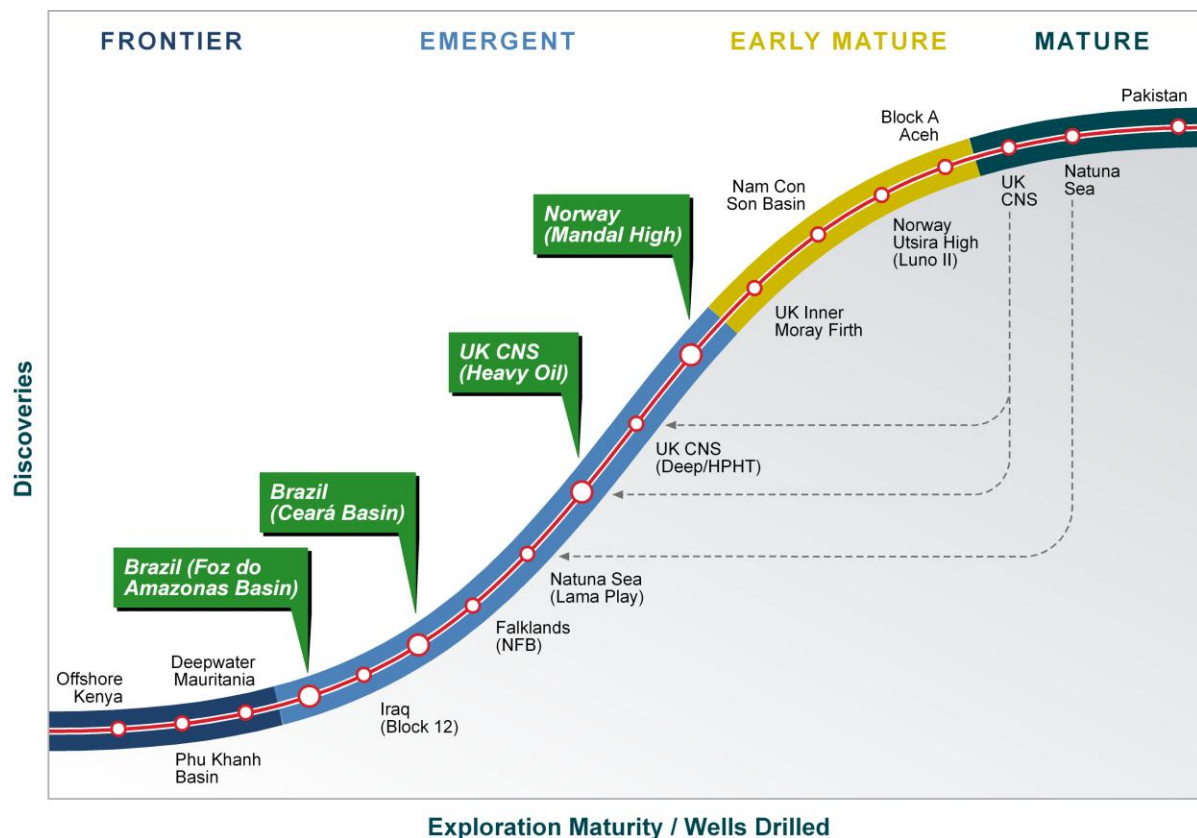 FRONTIER
EMERGENT
EARLY MATURE
MATURE
Pakistan
Block A
Aceh
Natuna
Sea
UK
CNS
Nam Con
Son Basin
Norway
Utsira High
(Luno II)
Norway
(Mandal High)
UK Inner
Moray Firth
UK CNS
(Heavy Oil)
UK CNS
(Deep/HPHT)
Brazil
(Ceará Basin)
Natuna Sea
(Lama Play)
Brazil (Foz do
Amazonas Basin)
Falklands
(NFB)
Deepwater
Mauritania
Offshore
Kenya
Iraq
(Block 12)
Phu Khanh
Basin
Discoveries
Exploration Maturity / Wells Drilled